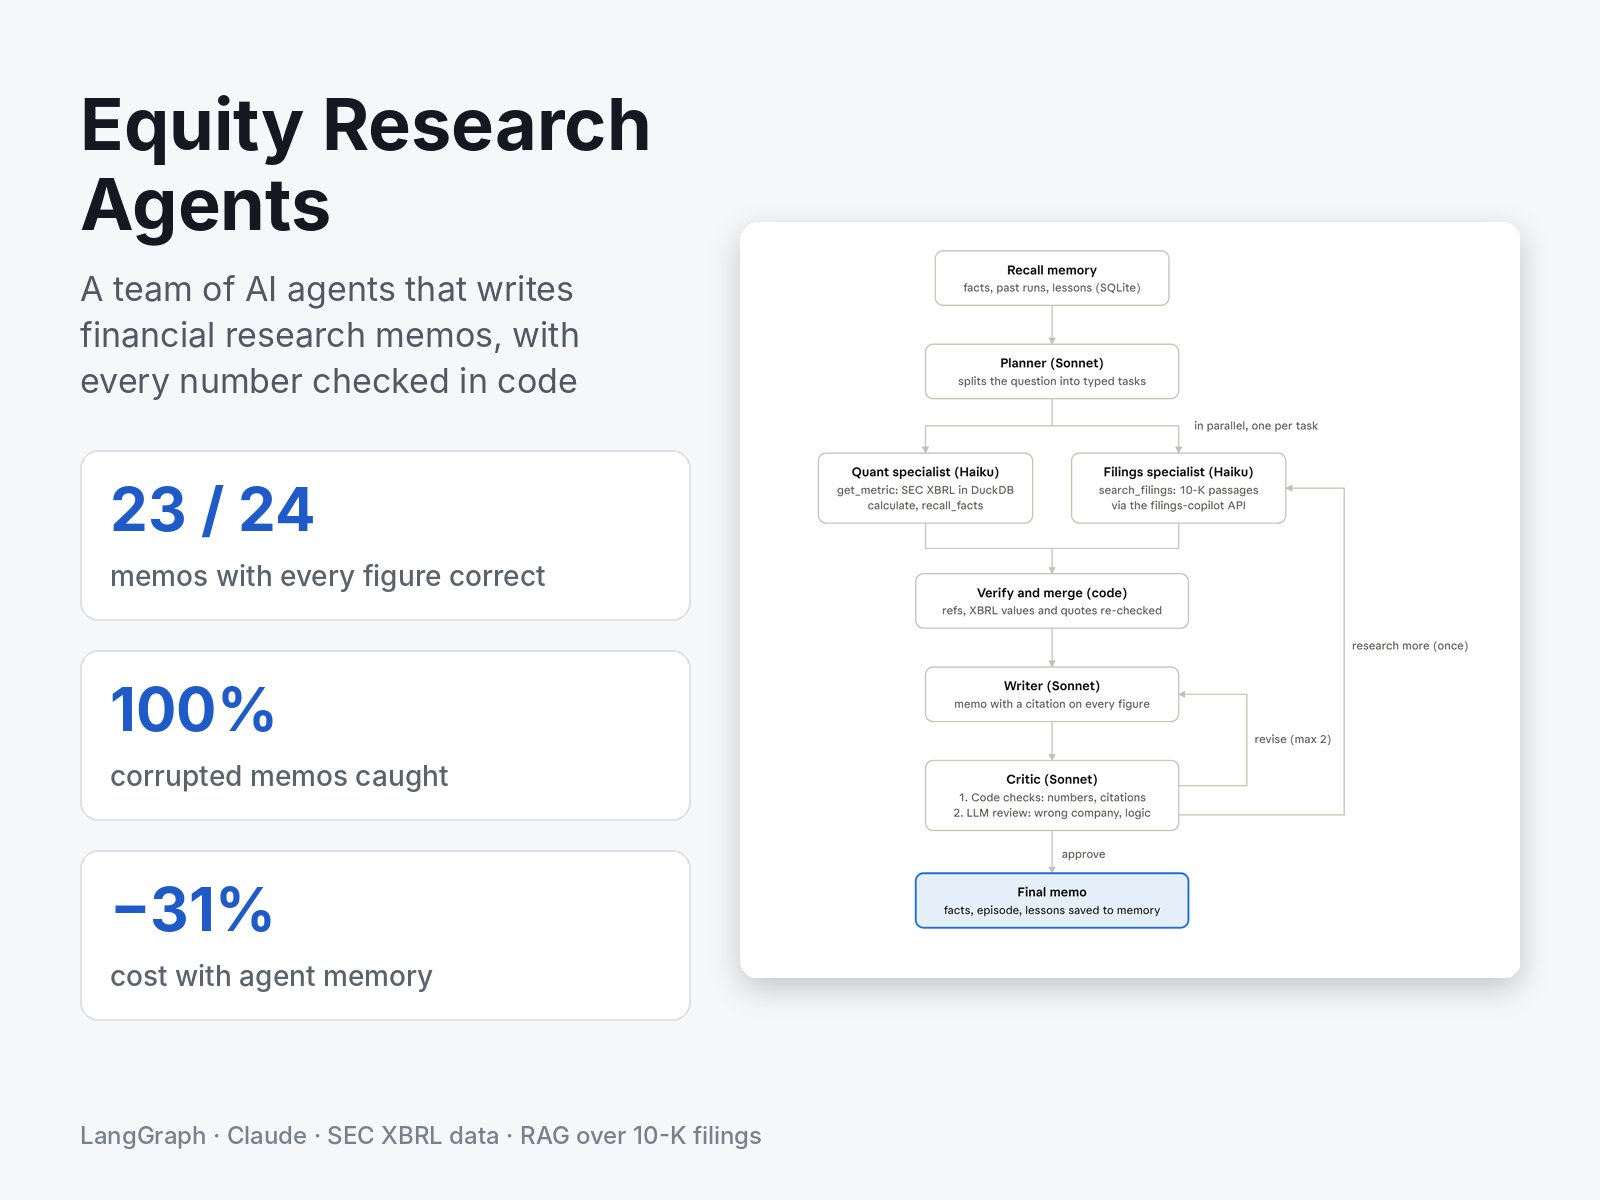 Equity Research
Agents
A team of AI agents that writes
financial research memos, with
every number checked in code
23 / 24
memos with every figure correct
100%
corrupted memos caught
−31%
cost with agent memory
Recall memory
facts, past runs, lessons (SQLite)
Planner (Sonnet)
splits the question into typed tasks
in parallel, one per task
Quant specialist (Haiku)
get_metric: SEC XBRL in DuckDB
calculate, recall_facts
Filings specialist (Haiku)
search_filings: 10-K passages
via the filings-copilot API
Verify and merge (code)
refs, XBRL values and quotes re-checked
research more (once)
Writer (Sonnet)
memo with a citation on every figure
revise (max 2)
Critic (Sonnet)
1. Code checks: numbers, citations
2. LLM review: wrong company, logic
approve
Final memo
facts, episode, lessons saved to memory
LangGraph · Claude · SEC XBRL data · RAG over 10-K filings